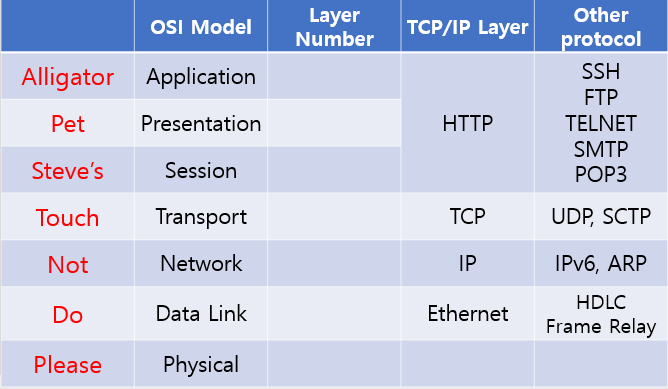 OSI Model
Layer
Number
TCP/IP Layer
Other
protocol
Alligator
Application
Pet
Presentation
Steve's
Session
HTTP
SSH
FTP
TELNET
SMTP
POP3
Touch
Transport
TCP
UDP, SCTP
Not
Network
IP
IPv6, ARP
Do
Data Link
Ethernet
HDLC
Frame Relay
Please
Physical